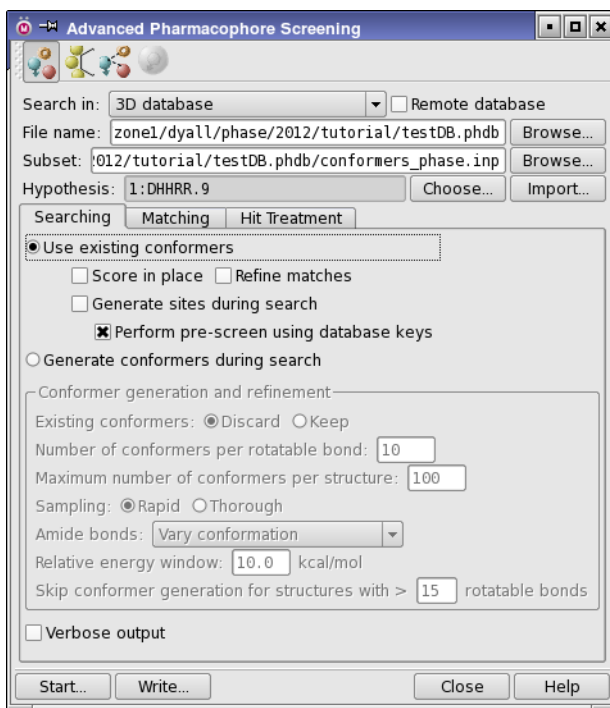 Advanced Pharmacophore Screening
Search in: 3D database Remote database
File name: zone1/dyall/phase/2012/tutorial/testDB.phdb Browse...
Subset: 2012/tutorial/testDB.phdb/conformers_phase.inp Browse...
Hypothesis: 1:DHHRR.9 Choose... Import...
Searching Matching Hit Treatment
Use existing conformers
Score in place Refine matches
Generate sites during search
Perform pre-screen using database keys
Generate conformers during search
Conformer generation and refinement
Existing conformers: Discard Keep
Number of conformers per rotatable bond: 10
Maximum number of conformers per structure: 100
Sampling: Rapid Thorough
Amide bonds: Vary conformation
Relative energy window: 10.0 kcal/mol
Skip conformer generation for structures with > 15 rotatable bonds
Verbose output
Start... Write... Close Help